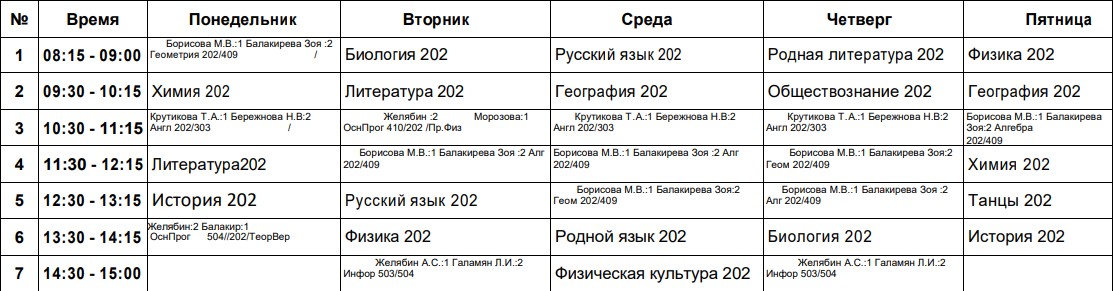 № Время Понедельник Вторник Среда Четверг Пятница
1 08:15 - 09:00 Борисова М.В.:1 Балакирева Зоя :2 Геометрия 202/409 / Биология 202 Русский язык 202 Родная литература 202 Физика 202
2 09:30 - 10:15 Химия 202 Литература 202 География 202 Обществознание 202 География 202
3 10:30 - 11:15 Крутикова Т.А.:1 Бережнова Н.В:2 Англ 202/303 / Желябин :2 Морозова:1 ОснПрог 410/202 /Пр.Физ Крутикова Т.А.:1 Бережнова Н.В:2 Англ 202/303 Крутикова Т.А.:1 Бережнова Н.В:2 Англ 202/303 Борисова М.В.:1 Балакирева Зоя:2 Алгебра 202/409
4 11:30 - 12:15 Литература202 Борисова М.В.:1 Балакирева Зоя :2 Алг 202/409 Борисова М.В.:1 Балакирева Зоя :2 Алг 202/409 Борисова М.В.:1 Балакирева Зоя:2 Геом 202/409 Химия 202
5 12:30 - 13:15 История 202 Русский язык 202 Борисова М.В.:1 Балакирева Зоя:2 Геом 202/409 Борисова М.В.:1 Балакирева Зоя :2 Алг 202/409 Танцы 202
6 13:30 - 14:15 Желябин:2 Балакир:1 ОснПрог 504//202/ТеорВер Физика 202 Родной язык 202 Биология 202 История 202
7 14:30 - 15:00 Желябин А.С.:1 Галамян Л.И.:2 Инфор 503/504 Физическая культура 202 Желябин А.С.:1 Галамян Л.И.:2 Инфор 503/504